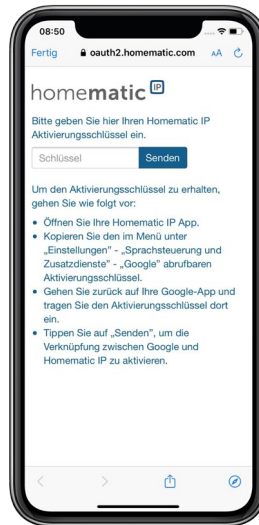 08:50
Fertig oauth2.homematic.com AA
homematic IP
Bitte geben Sie hier Ihren Homematic IP
Aktivierungsschlüssel ein.
Schlüssel Senden
Um den Aktivierungsschlüssel zu erhalten,
gehen Sie wie folgt vor:
• Öffnen Sie Ihre Homematic IP App.
• Kopieren Sie den im Menü unter
„Einstellungen" - „Sprachsteuerung und
Zusatzdienste" - „Google" abrufbaren
Aktivierungsschlüssel.
• Gehen Sie zurück auf Ihre Google-App und
tragen Sie den Aktivierungsschlüssel dort
ein.
• Tippen Sie auf „Senden", um die
Verknüpfung zwischen Google und
Homematic IP zu aktivieren.